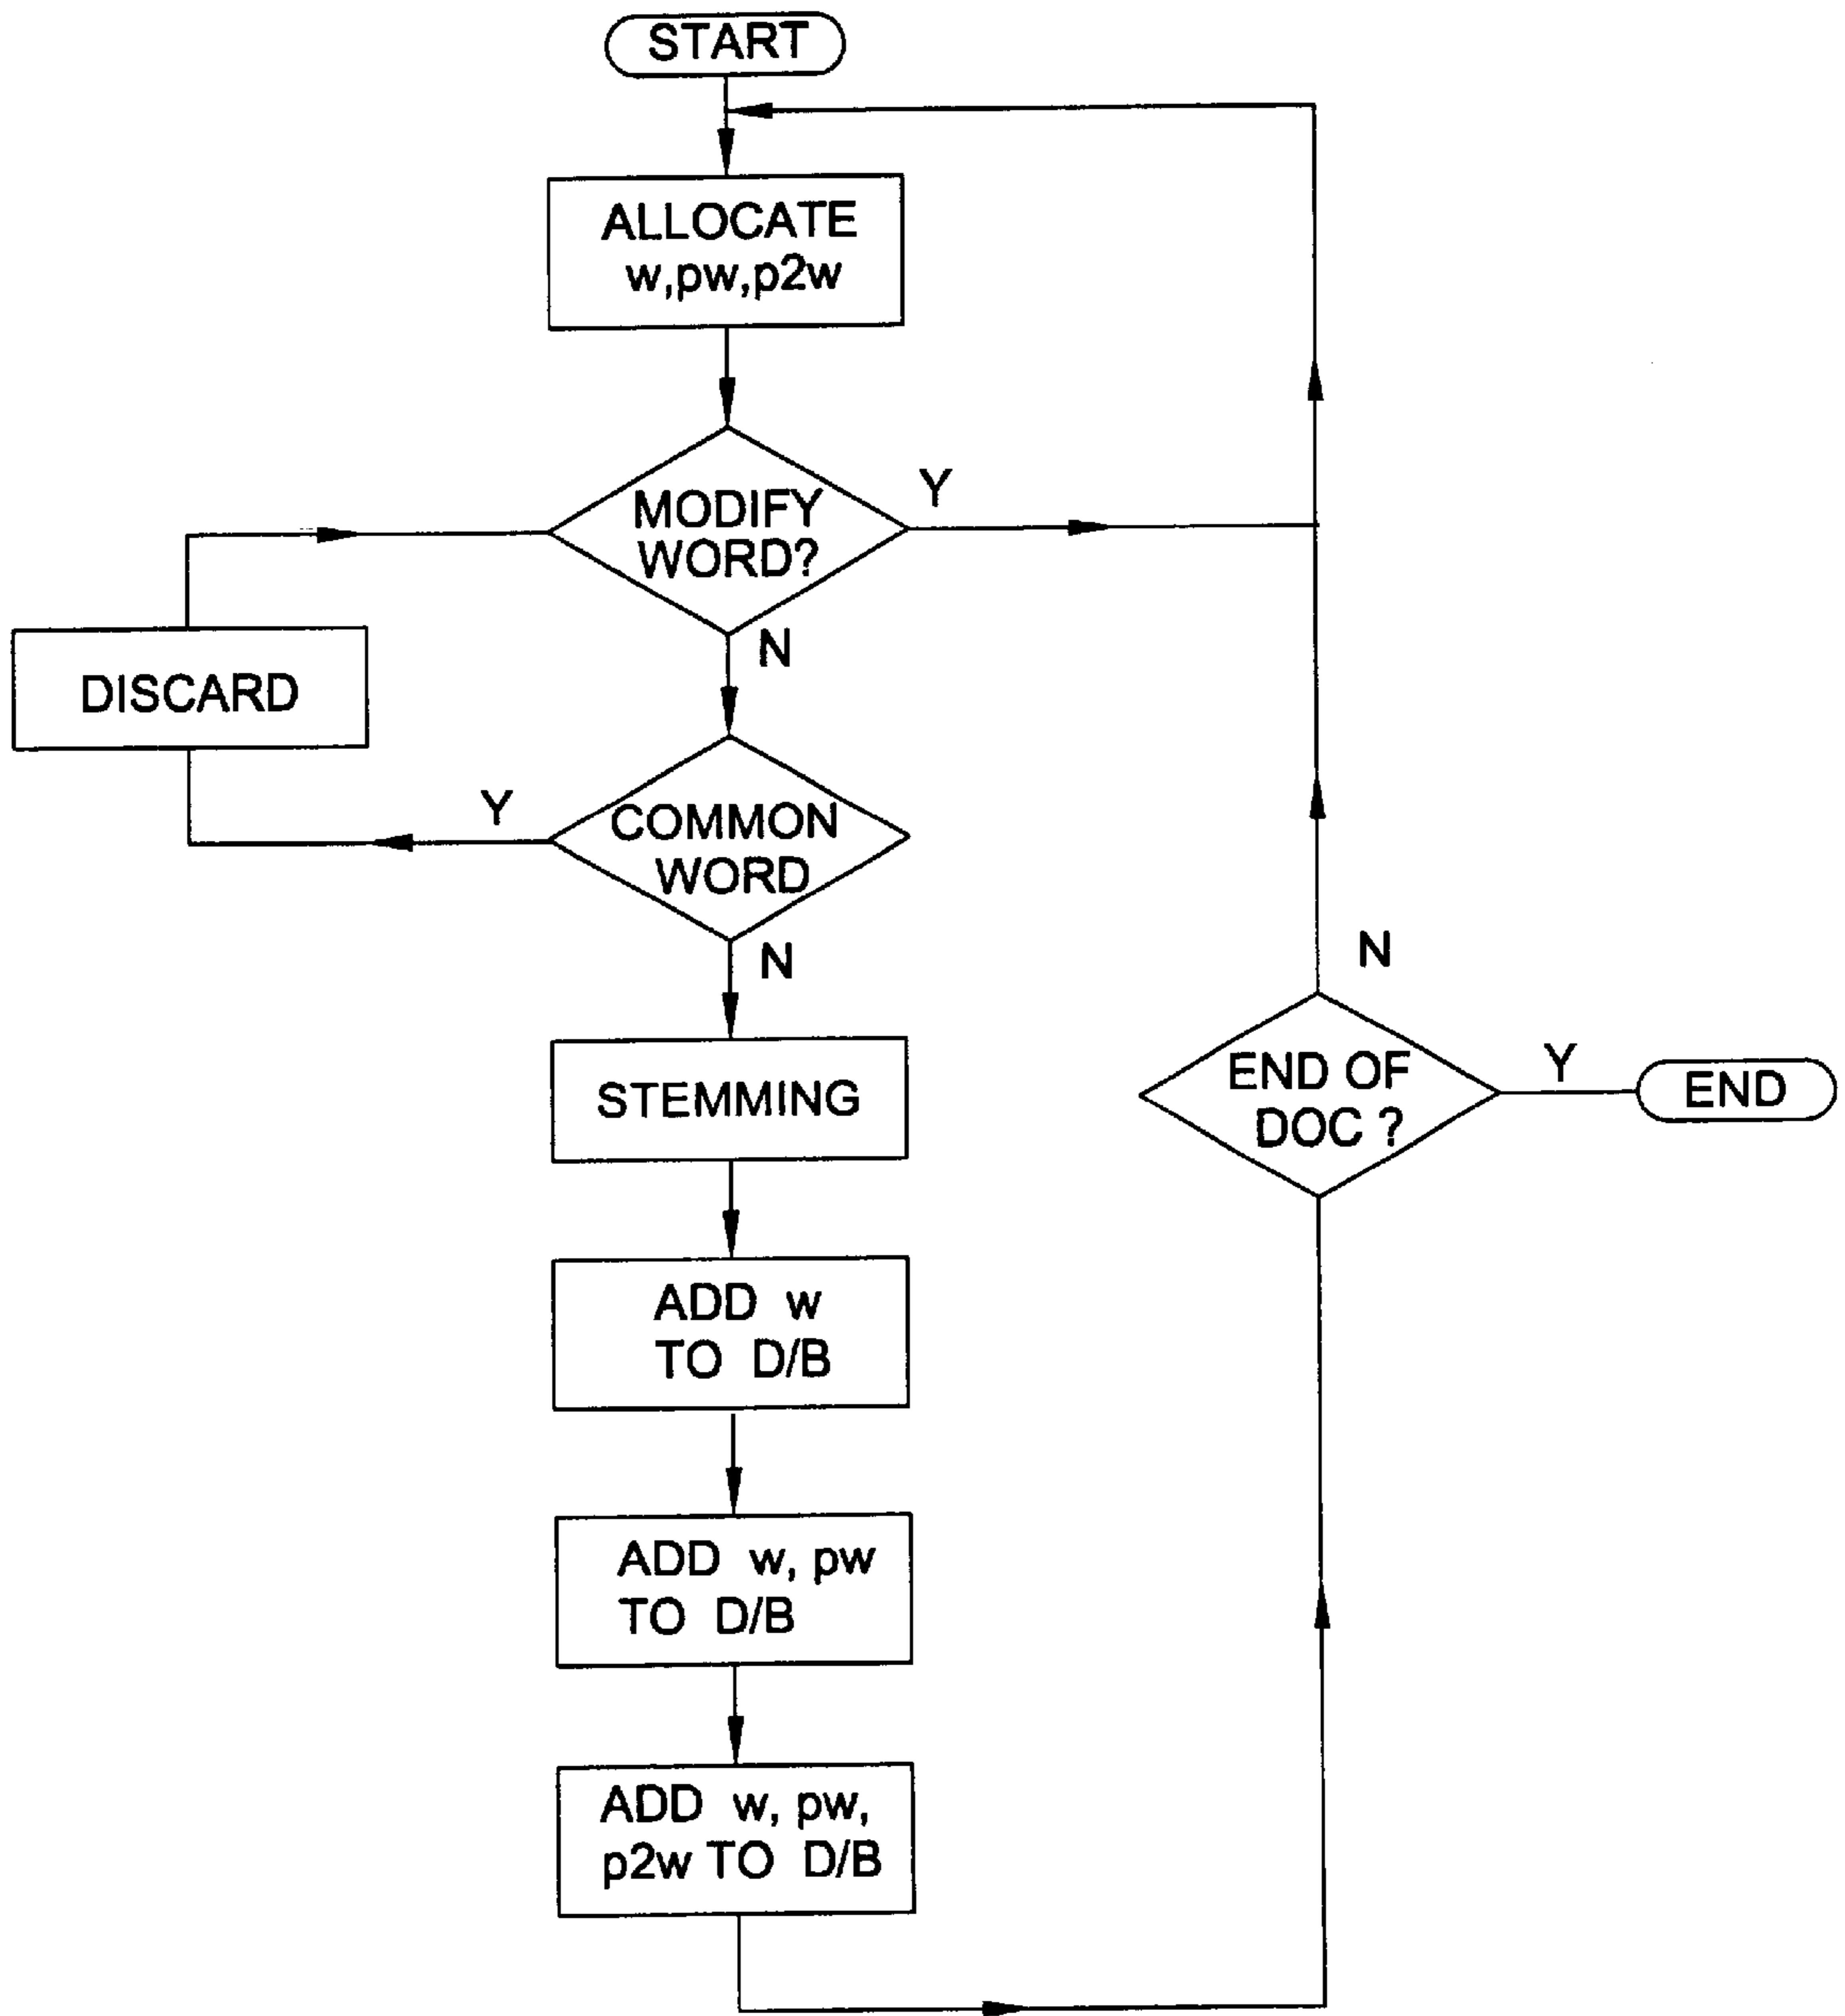 START
ALLOCATE
w,pw,p2w
MODIFY
WORD?
Y
N
DISCARD
COMMON
WORD
Y
N
STEMMING
ADD w
TO D/B
ADD w, pw
TO D/B
ADD w, pw,
p2w TO D/B
END OF
DOC ?
N
Y
END